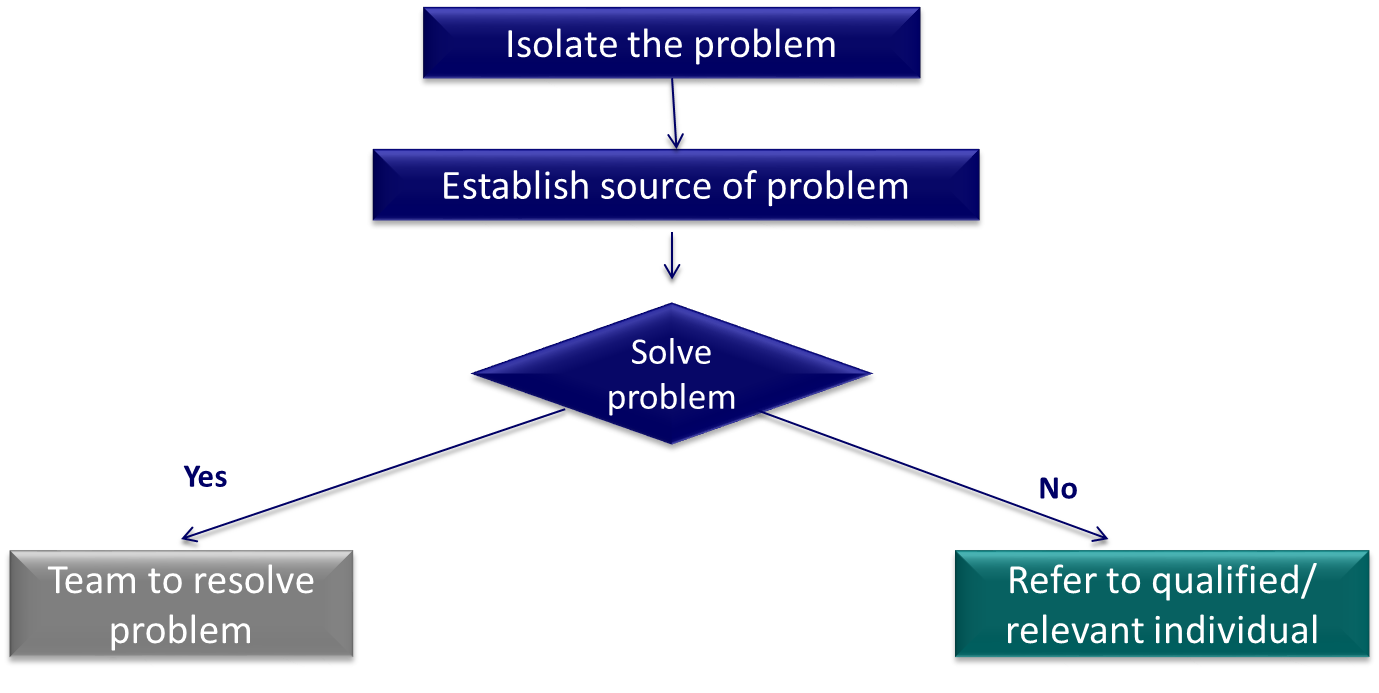 Isolate the problem
Establish source of problem
Solve
problem
Yes
No
Team to resolve
problem
Refer to qualified/
relevant individual